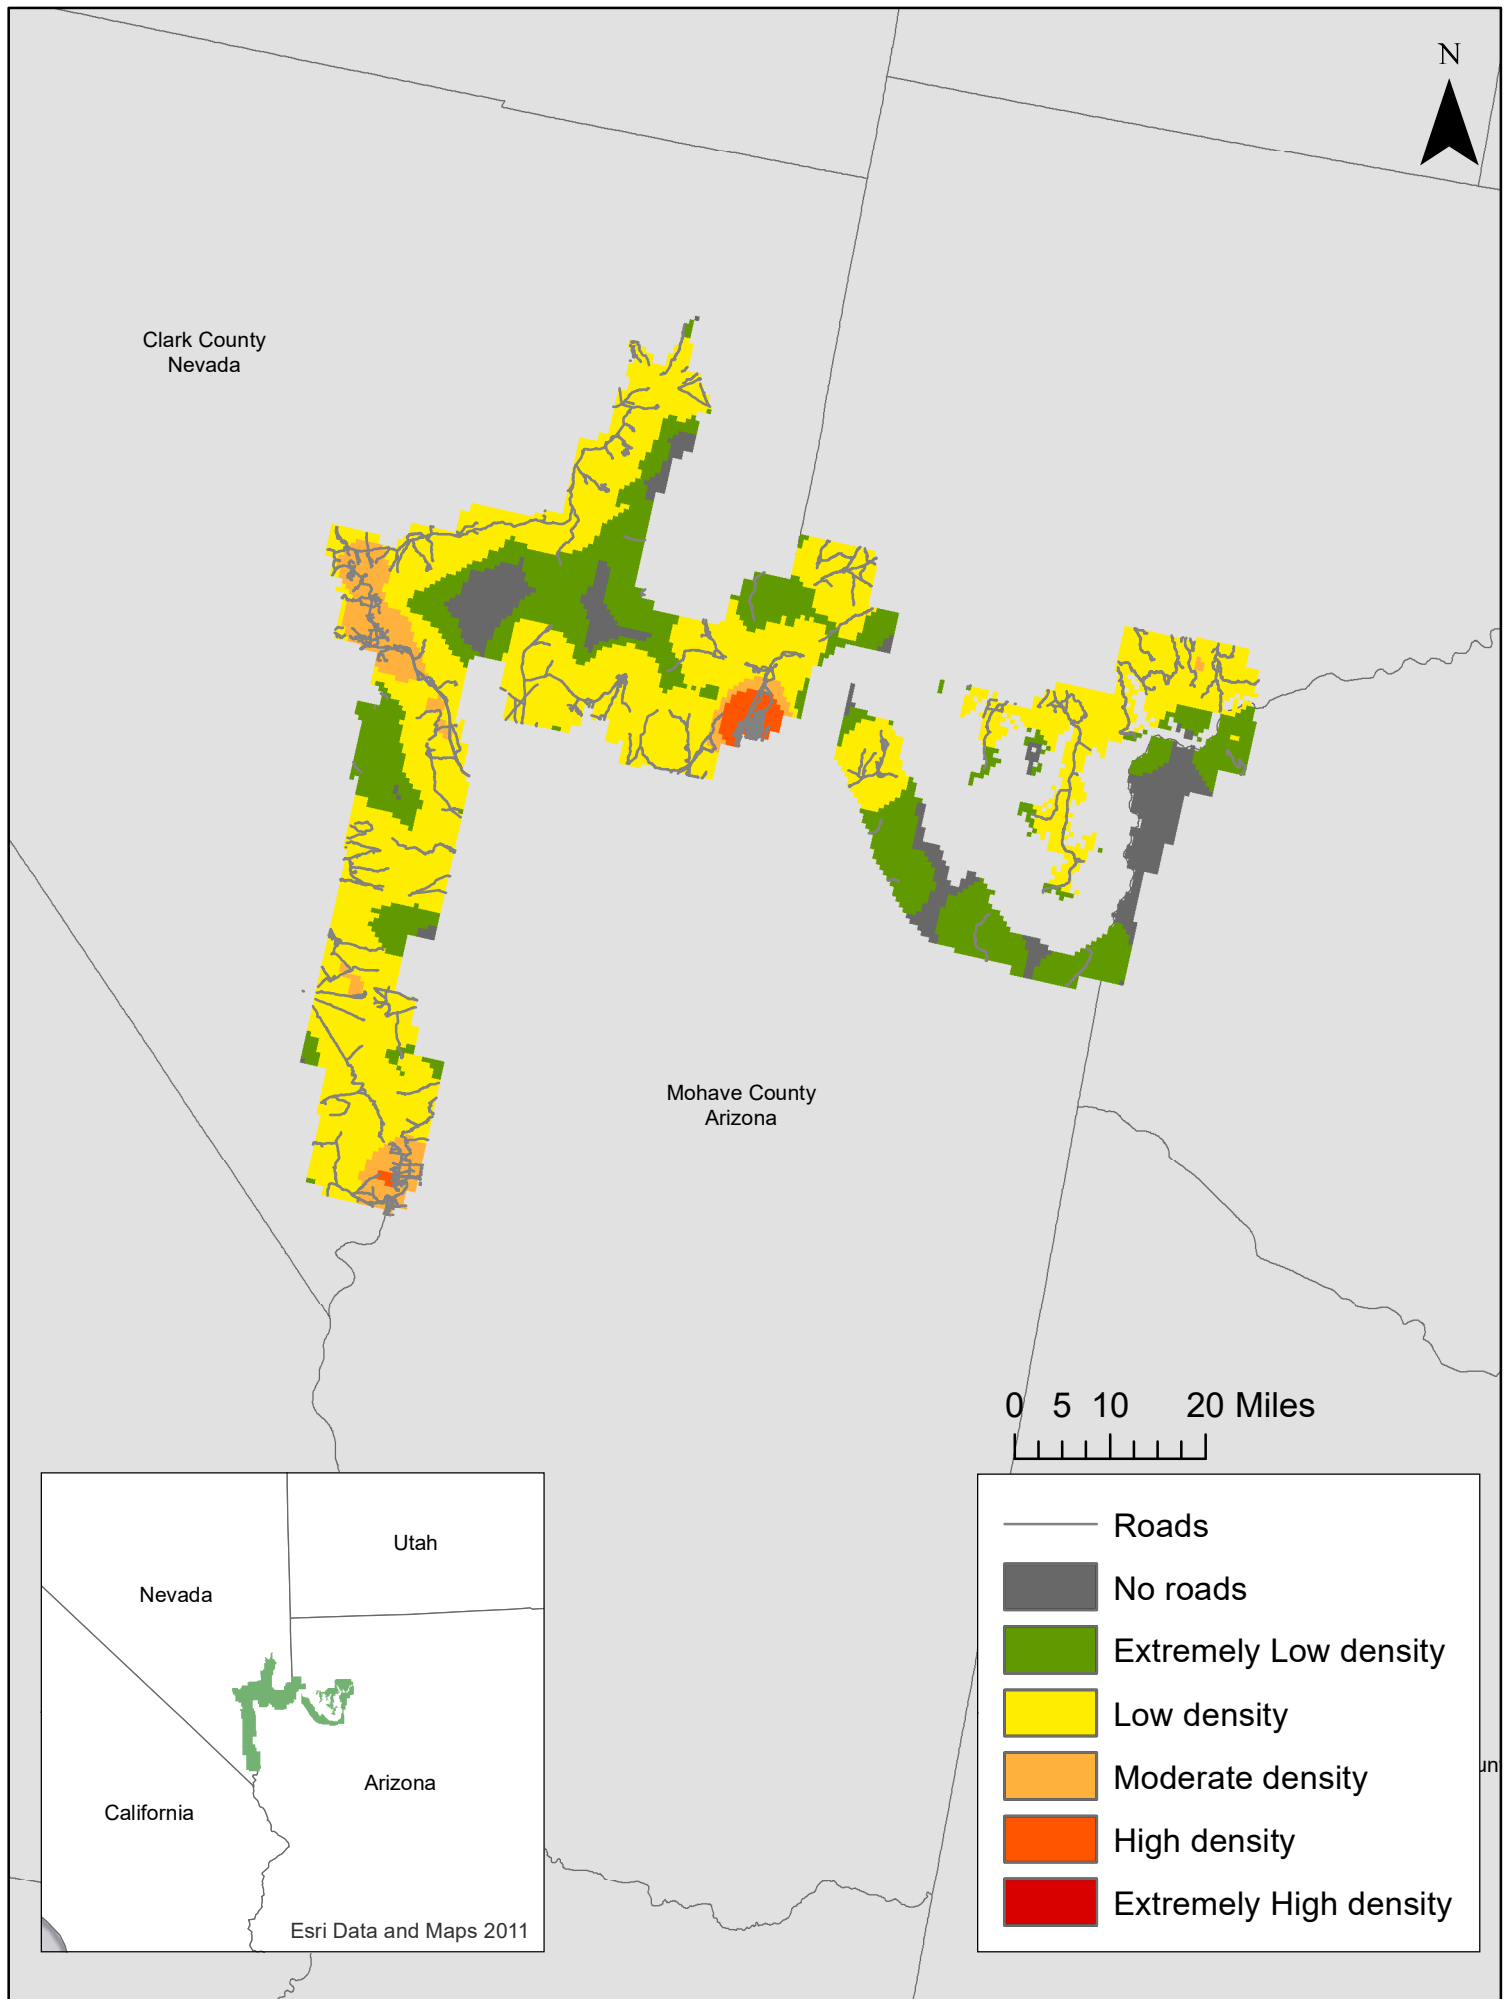 N
Clark County
Nevada
Mohave County
Arizona
0 5 10 20 Miles
Roads
No roads
Extremely Low density
Low density
Moderate density
High density
Extremely High density
Utah
Nevada
Arizona
California
Esri Data and Maps 2011